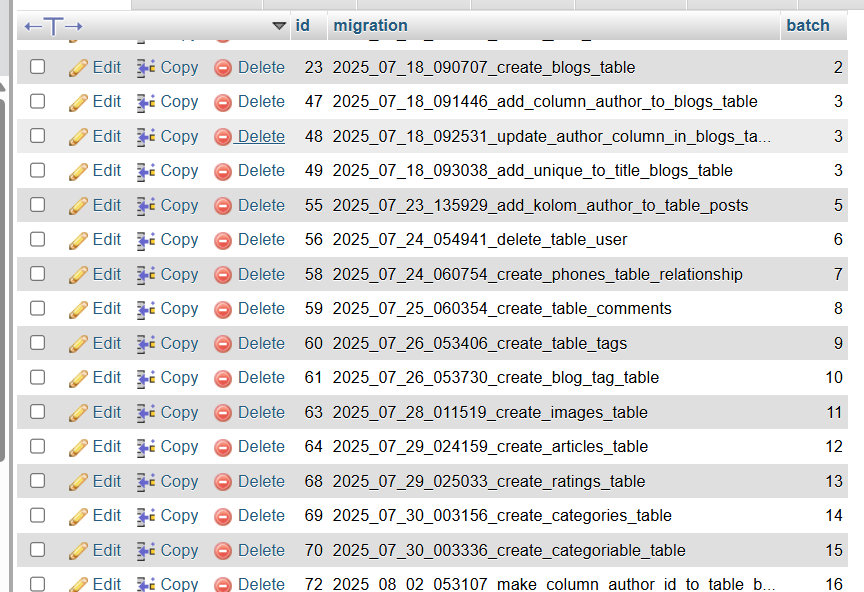 ←T→ id migration batch
Edit Copy Delete 23 2025_07_18_090707_create_blogs_table 2
Edit Copy Delete 47 2025_07_18_091446_add_column_author_to_blogs_table 3
Edit Copy Delete 48 2025_07_18_092531_update_author_column_in_blogs_ta... 3
Edit Copy Delete 49 2025_07_18_093038_add_unique_to_title_blogs_table 3
Edit Copy Delete 55 2025_07_23_135929_add_kolom_author_to_table_posts 5
Edit Copy Delete 56 2025_07_24_054941_delete_table_user 6
Edit Copy Delete 58 2025_07_24_060754_create_phones_table_relationship 7
Edit Copy Delete 59 2025_07_25_060354_create_table_comments 8
Edit Copy Delete 60 2025_07_26_053406_create_table_tags 9
Edit Copy Delete 61 2025_07_26_053730_create_blog_tag_table 10
Edit Copy Delete 63 2025_07_28_011519_create_images_table 11
Edit Copy Delete 64 2025_07_29_024159_create_articles_table 12
Edit Copy Delete 68 2025_07_29_025033_create_ratings_table 13
Edit Copy Delete 69 2025_07_30_003156_create_categories_table 14
Edit Copy Delete 70 2025_07_30_003336_create_categoriable_table 15
Edit Copy Delete 72 2025_08_02_053107_make_column_author_id_to_table_b... 16